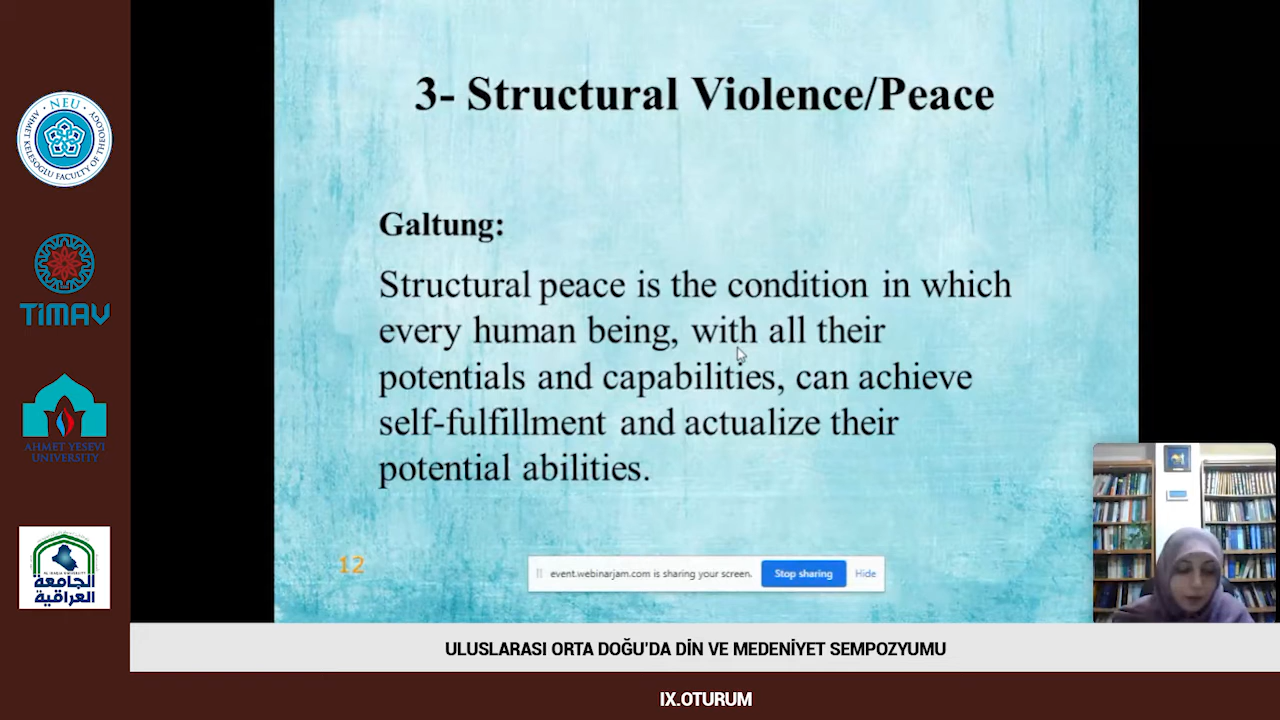 3- Structural Violence/Peace
Galtung:
Structural peace is the condition in which
every human being, with all their
potentials and capabilities, can achieve
self-fulfillment and actualize their
potential abilities.
12
event.webinarjam.com is sharing your screen.
Stop sharing
Hide
NEU
AHMET KELEŞOĞLU FACULTY OF THEOLOGY
TİMAV
AHMET YESEVI
UNIVERSITY
الجامعة
العراقية
ULUSLARASI ORTA DOĞU'DA DİN VE MEDENİYET SEMPOZYUMU
IX.OTURUM